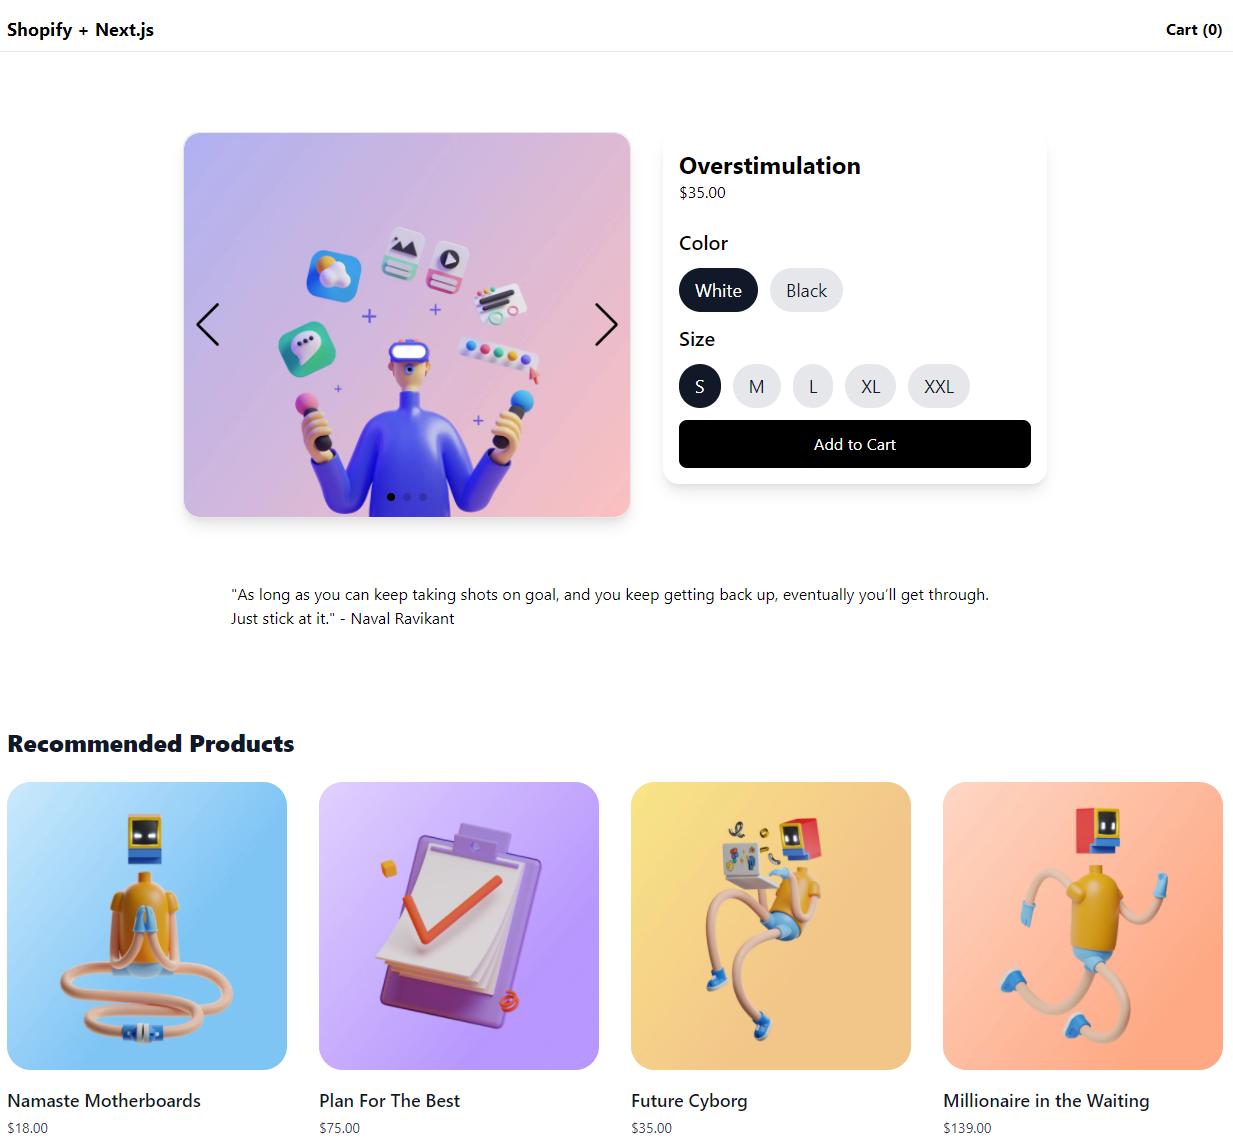 Shopify + Next.js
Cart (0)
Overstimulation
$35.00
Color
White
Black
Size
S
M
L
XL
XXL
Add to Cart
"As long as you can keep taking shots on goal, and you keep getting back up, eventually you'll get through.
Just stick at it." - Naval Ravikant
Recommended Products
Namaste Motherboards
$18.00
Plan For The Best
$75.00
Future Cyborg
$35.00
Millionaire in the Waiting
$139.00